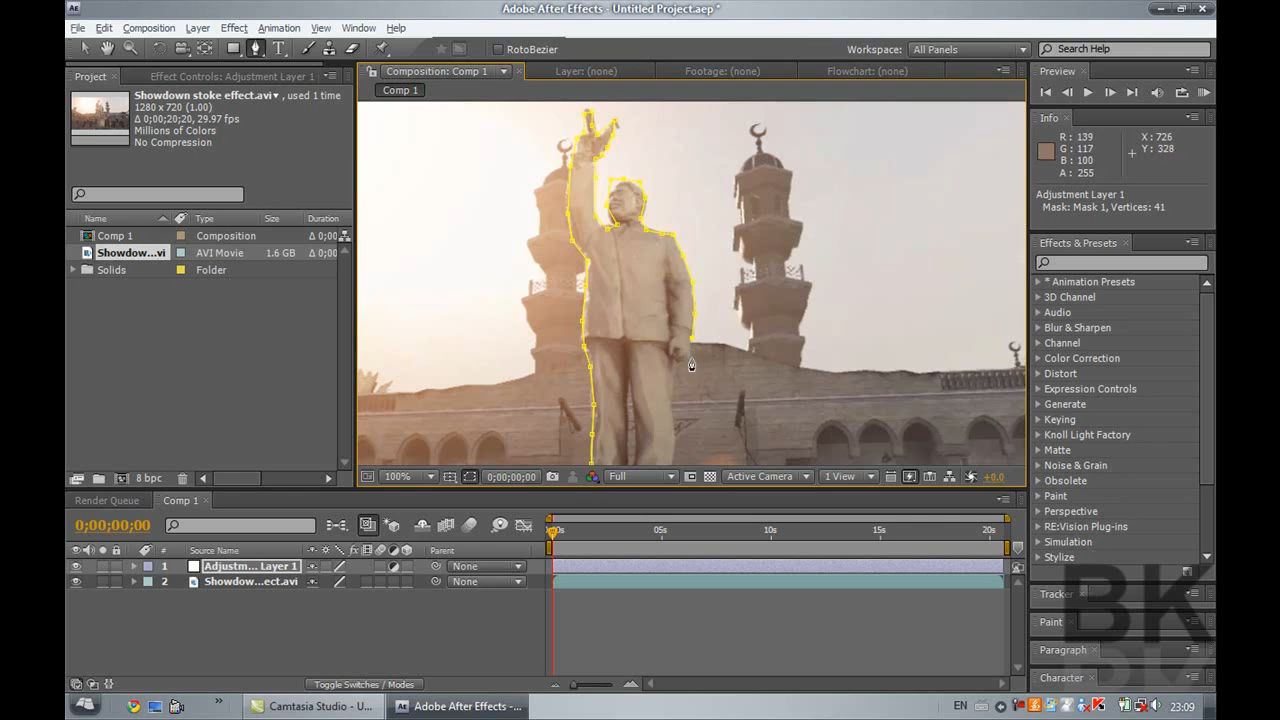 Adobe After Effects - Untitled Project.aep *
File Edit Composition Layer Effect Animation View Window Help
RotoBezier
Workspace: All Panels
Search Help
Project
Effect Controls: Adjustment Layer 1
Showdown stoke effect.avi▾ , used 1 time
1280 x 720 (1.00)
Δ 0;00;20;20, 29.97 fps
Millions of Colors
No Compression
Name Type Size Duration
Comp 1 Composition Δ 0;00
Showdow...vi AVI Movie 1.6 GB Δ 0;00
Solids Folder
8 bpc
Composition: Comp 1
Layer: (none)
Footage: (none)
Flowchart: (none)
Comp 1
100% 0;00;00;00 Full Active Camera 1 View +0.0
Preview
Info
R : 139
G : 117
B : 100
A : 255
X : 726
Y : 328
Adjustment Layer 1
Mask: Mask 1, Vertices: 41
Effects & Presets
* Animation Presets
3D Channel
Audio
Blur & Sharpen
Channel
Color Correction
Distort
Expression Controls
Generate
Keying
Knoll Light Factory
Matte
Noise & Grain
Obsolete
Paint
Perspective
RE:Vision Plug-ins
Simulation
Stylize
Tracker
Paint
Paragraph
Character
BK
Render Queue
Comp 1
0;00;00;00
05s 10s 15s 20s
# Source Name Parent
1 Adjustm... Layer 1 None
2 Showdow...ect.avi None
Toggle Switches / Modes
Camtasia Studio - U...
Adobe After Effects -...
EN
23:09